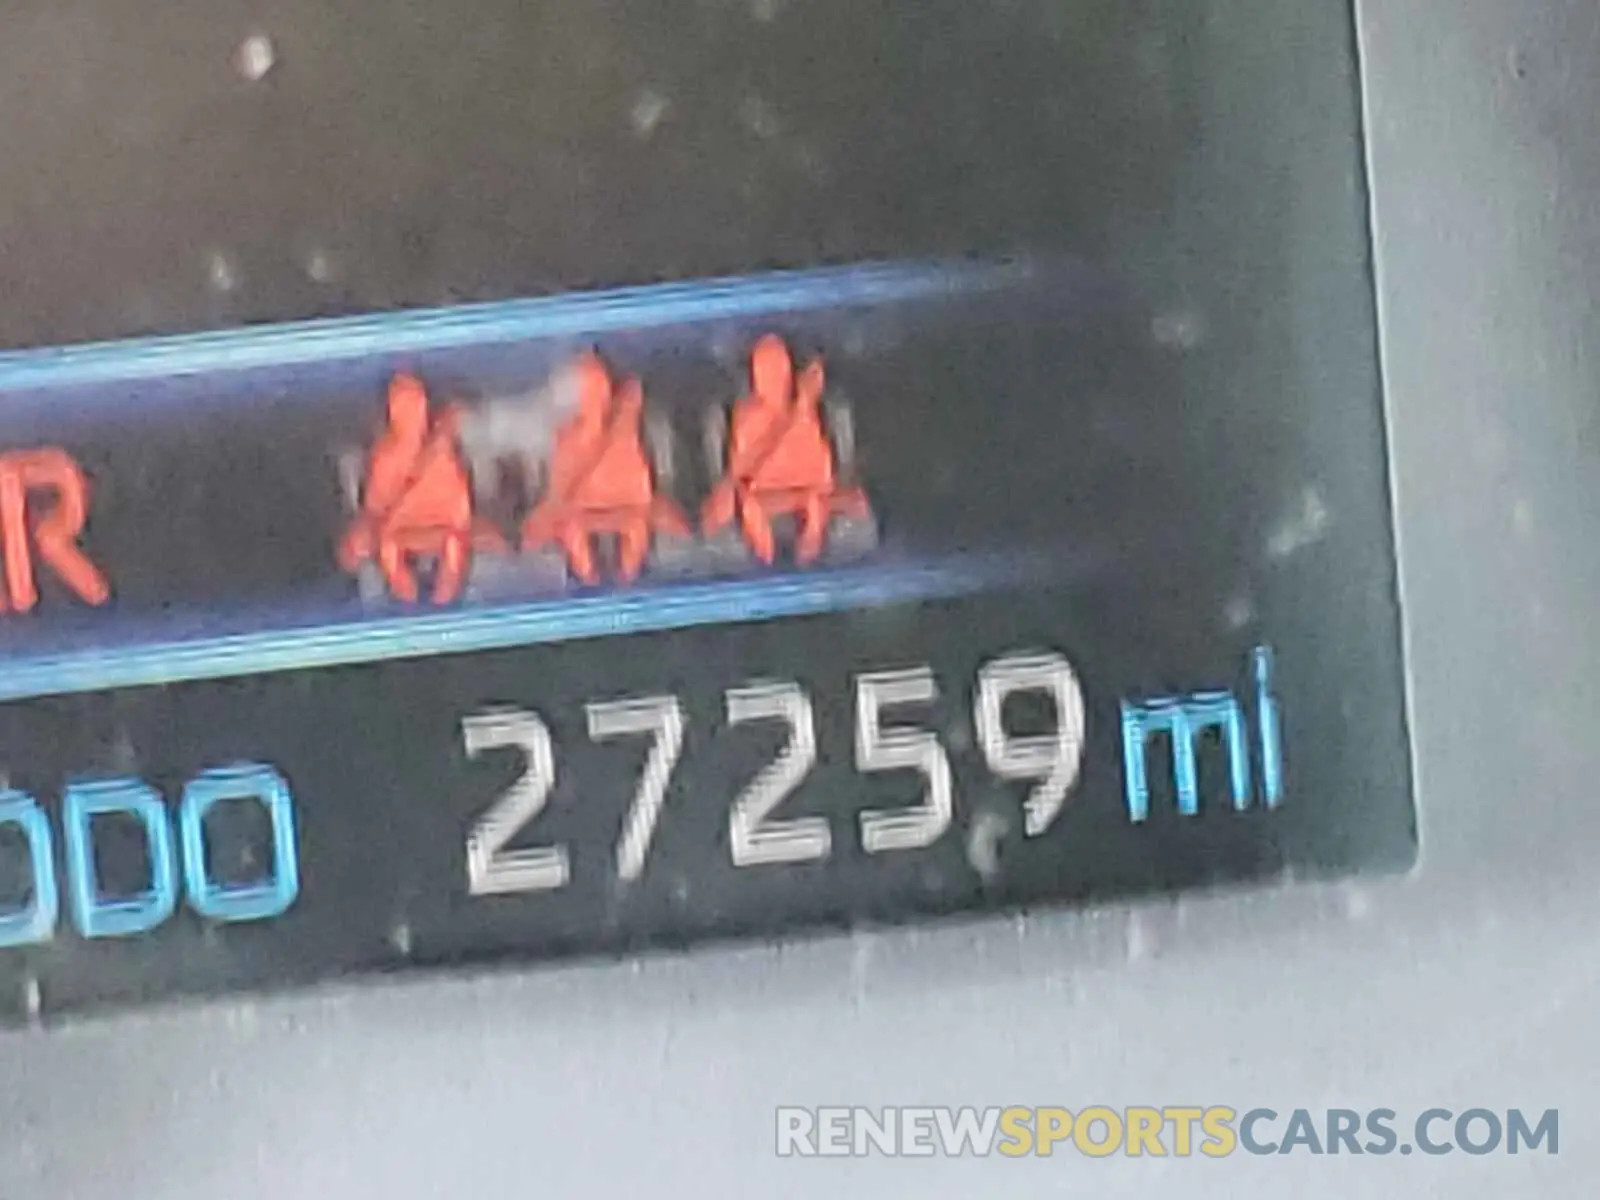 R
ODO 27259 mi
RENEWSPORTSCARS.COM